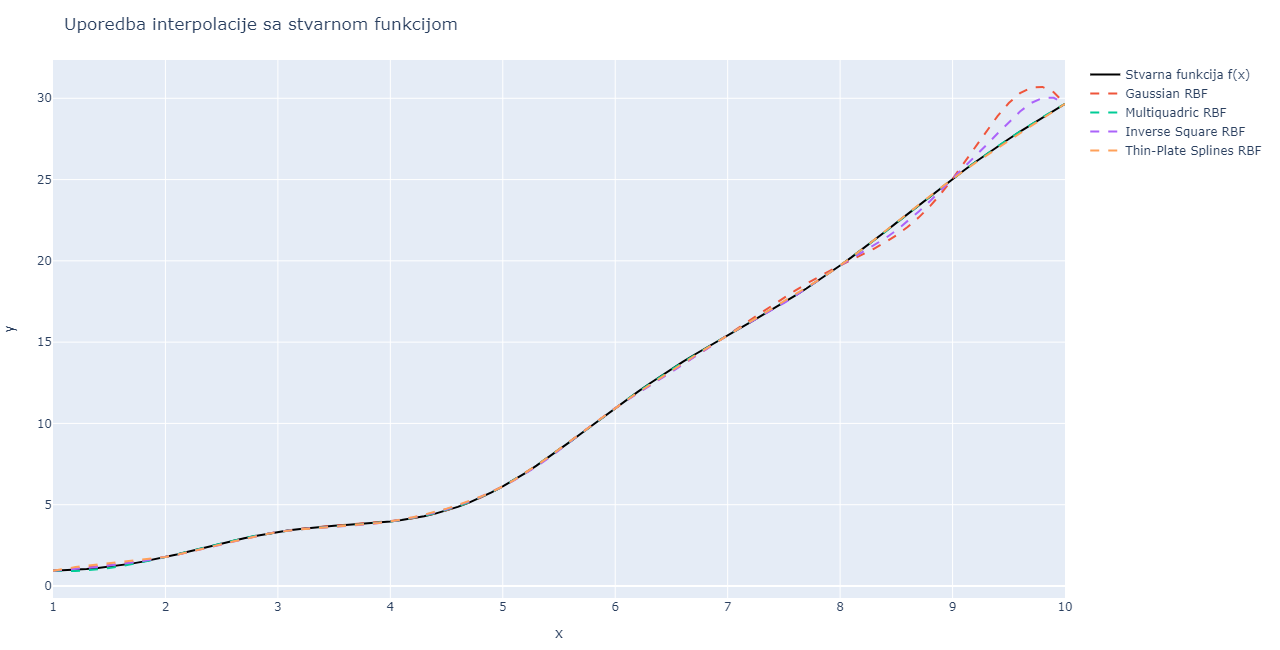 Uporedba interpolacije sa stvarnom funkcijom
Stvarna funkcija f(x)
Gaussian RBF
Multiquadric RBF
Inverse Square RBF
Thin-Plate Splines RBF
30
25
20
15
10
5
0
y
1 2 3 4 5 6 7 8 9 10
x